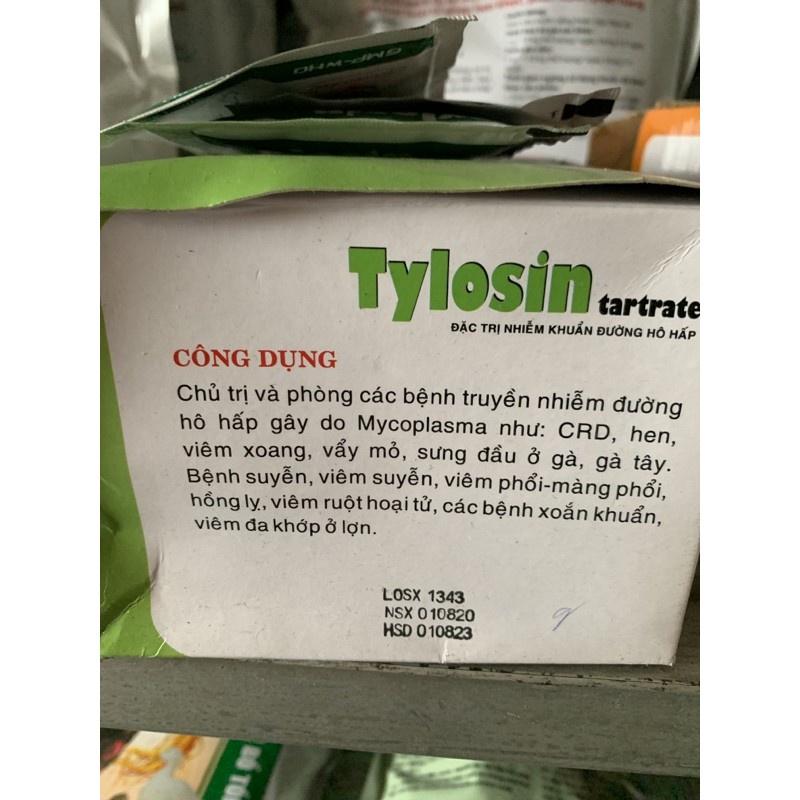 GMP-WHO
Tylosin tartrate
ĐẶC TRỊ NHIỄM KHUẨN ĐƯỜNG HÔ HẤP
CÔNG DỤNG
Chủ trị và phòng các bệnh truyền nhiễm đường
hô hấp gây do Mycoplasma như: CRD, hen,
viêm xoang, vẩy mỏ, sưng đầu ở gà, gà tây.
Bệnh suyễn, viêm suyễn, viêm phổi-màng phổi,
hồng lỵ, viêm ruột hoại tử, các bệnh xoắn khuẩn,
viêm đa khớp ở lợn.
LOSX 1343
NSX 010820
HSD 010823